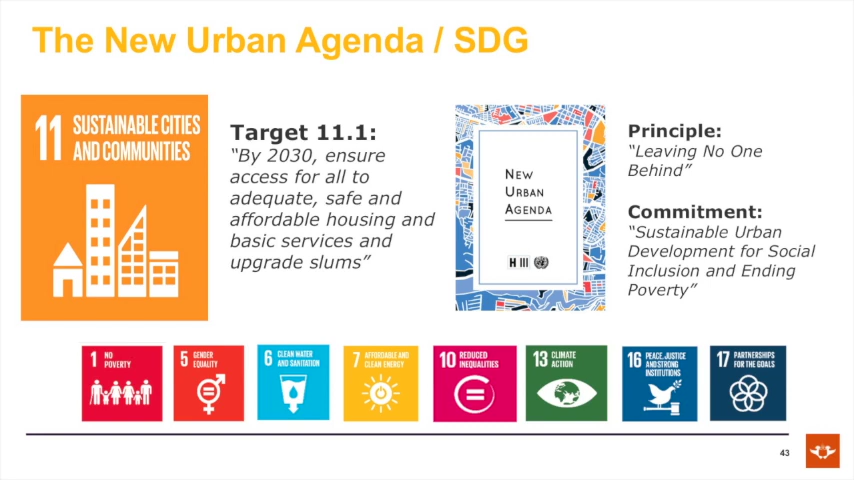 The New Urban Agenda / SDG
11 SUSTAINABLE CITIES
AND COMMUNITIES
Target 11.1:
“By 2030, ensure
access for all to
adequate, safe and
affordable housing and
basic services and
upgrade slums”
NEW
URBAN
AGENDA
H III
Principle:
“Leaving No One
Behind”
Commitment:
“Sustainable Urban
Development for Social
Inclusion and Ending
Poverty”
1 NO
POVERTY
5 GENDER
EQUALITY
6 CLEAN WATER
AND SANITATION
7 AFFORDABLE AND
CLEAN ENERGY
10 REDUCED
INEQUALITIES
13 CLIMATE
ACTION
16 PEACE, JUSTICE
AND STRONG
INSTITUTIONS
17 PARTNERSHIPS
FOR THE GOALS
43